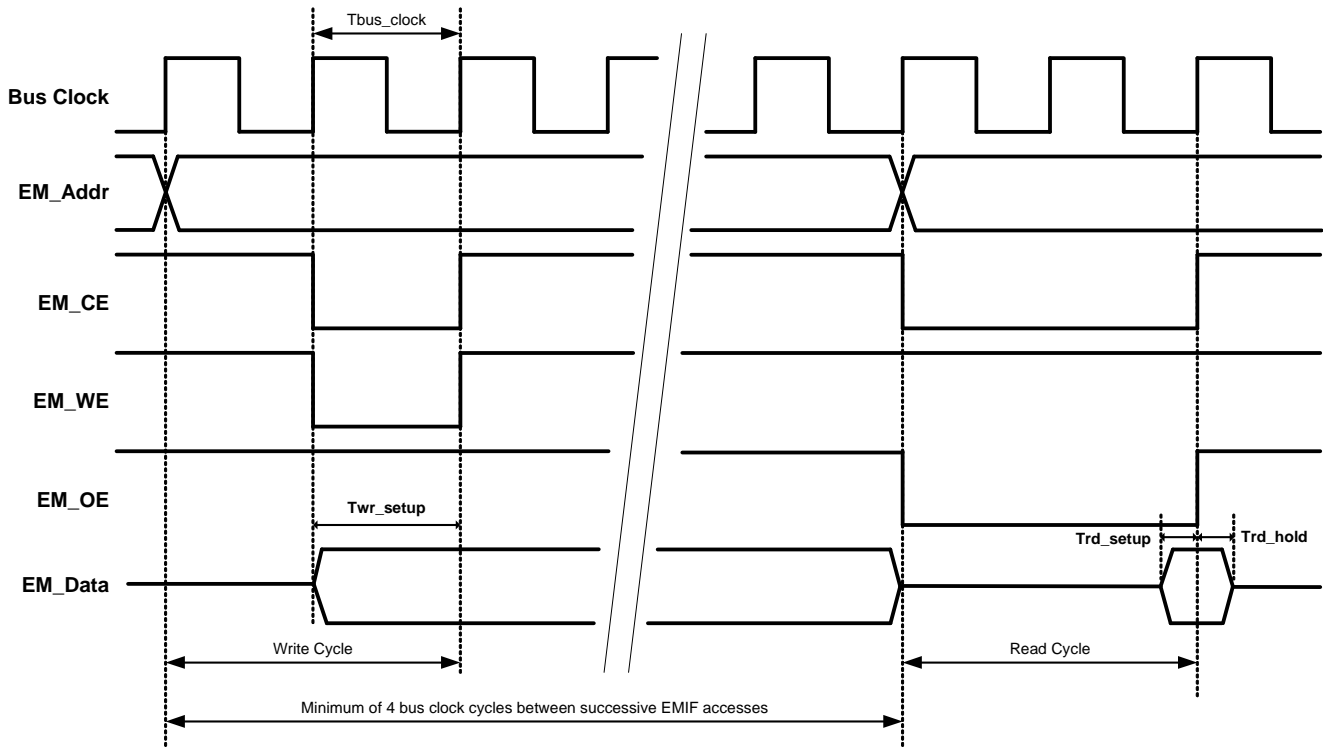 Tbus_clock
Bus Clock
EM_Addr
EM_CE
EM_WE
EM_OE
Twr_setup
Trd_setup
Trd_hold
EM_Data
Write Cycle
Read Cycle
Minimum of 4 bus clock cycles between successive EMIF accesses